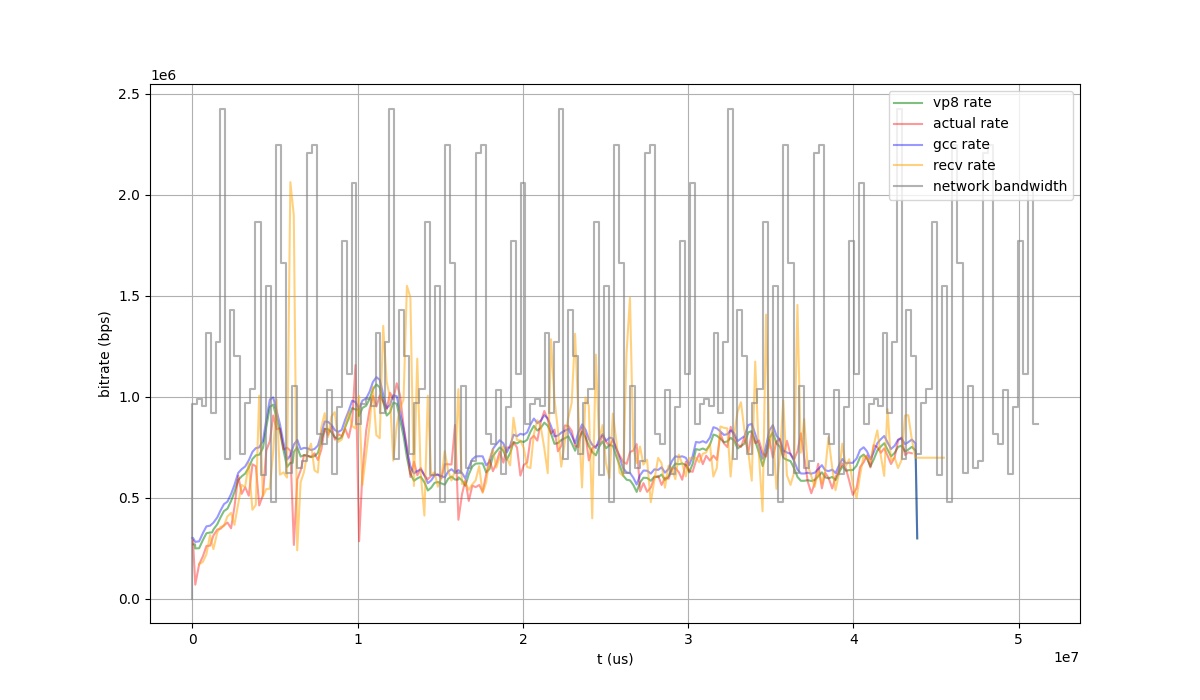 1e6
2.5
2.0
1.5
1.0
0.5
0.0
bitrate (bps)
vp8 rate
actual rate
gcc rate
recv rate
network bandwidth
0
1
2
3
4
5
t (us)
1e7